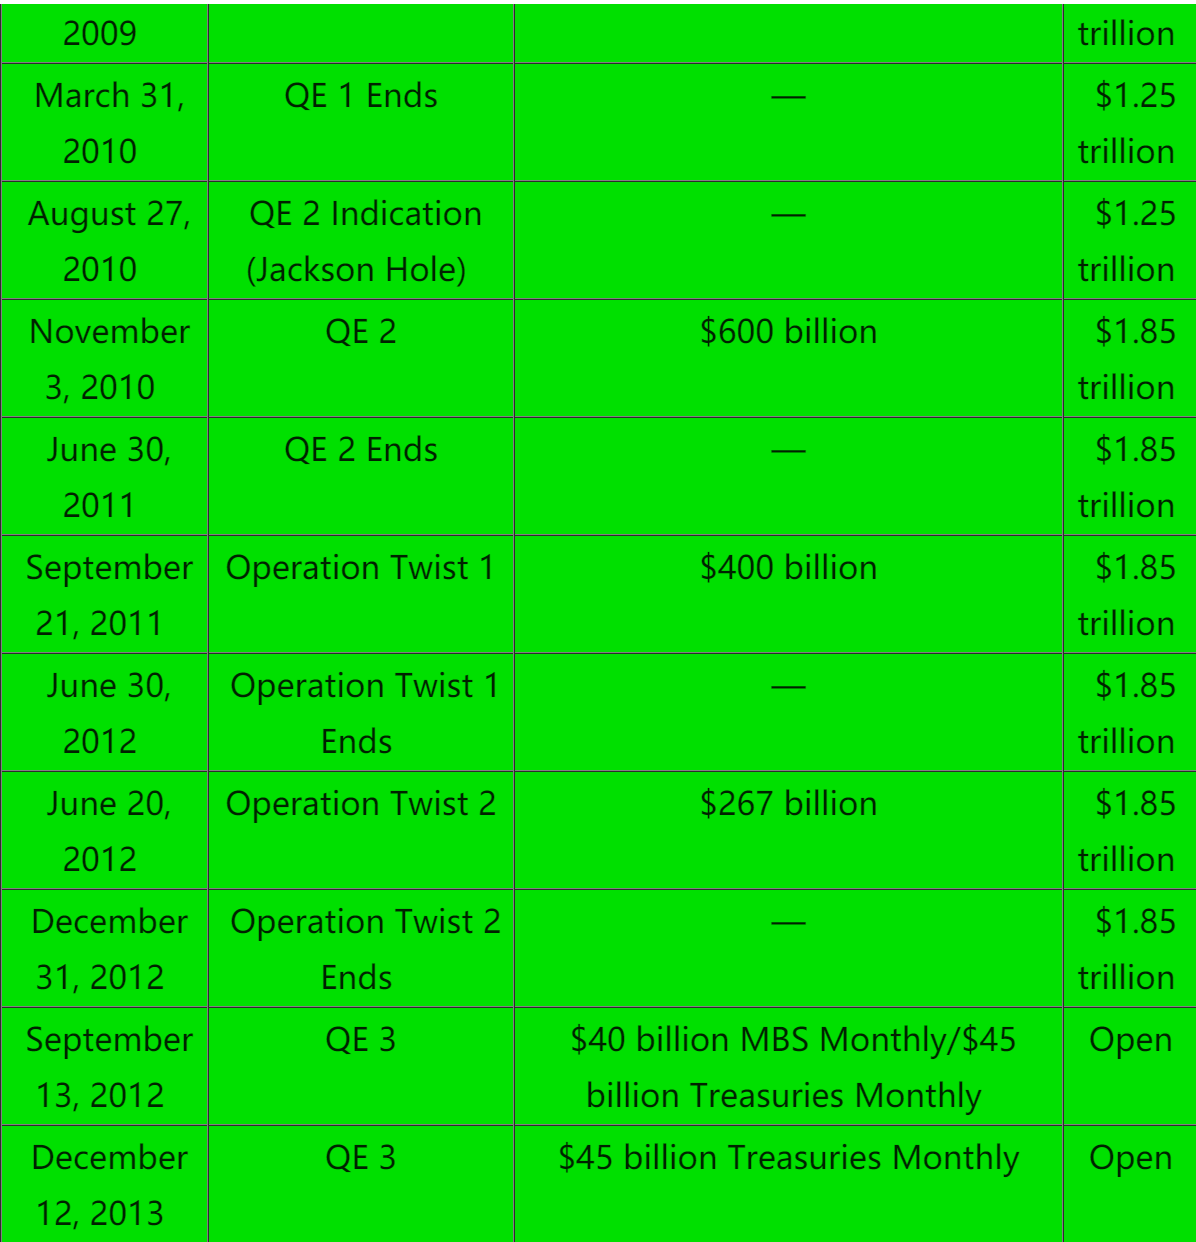 2009 trillion
March 31, QE 1 Ends — $1.25
2010 trillion
August 27, QE 2 Indication — $1.25
2010 (Jackson Hole) trillion
November QE 2 $600 billion $1.85
3, 2010 trillion
June 30, QE 2 Ends — $1.85
2011 trillion
September Operation Twist 1 $400 billion $1.85
21, 2011 trillion
June 30, Operation Twist 1 — $1.85
2012 Ends trillion
June 20, Operation Twist 2 $267 billion $1.85
2012 trillion
December Operation Twist 2 — $1.85
31, 2012 Ends trillion
September QE 3 $40 billion MBS Monthly/$45 Open
13, 2012 billion Treasuries Monthly
December QE 3 $45 billion Treasuries Monthly Open
12, 2013